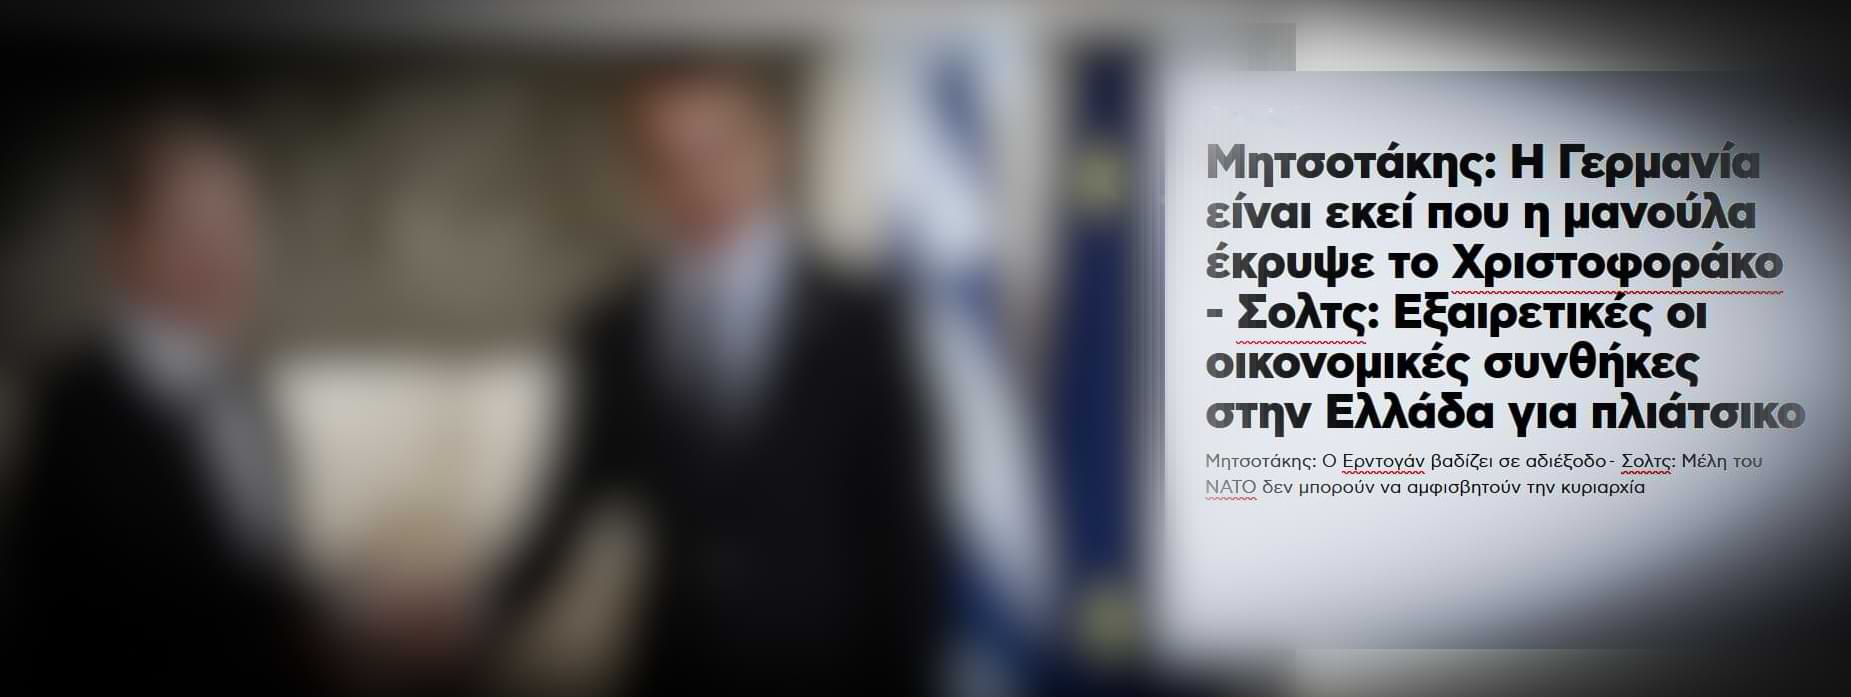 Μητσοτάκης: Η Γερμανία
είναι εκεί που η μανούλα
έκρυψε το Χριστοφοράκο
- Σολτς: Εξαιρετικές οι
οικονομικές συνθήκες
στην Ελλάδα για πλιάτσικο
Μητσοτάκης: Ο Ερντογάν βαδίζει σε αδιέξοδο - Σολτς: Μέλη του
ΝΑΤΟ δεν μπορούν να αμφισβητούν την κυριαρχία